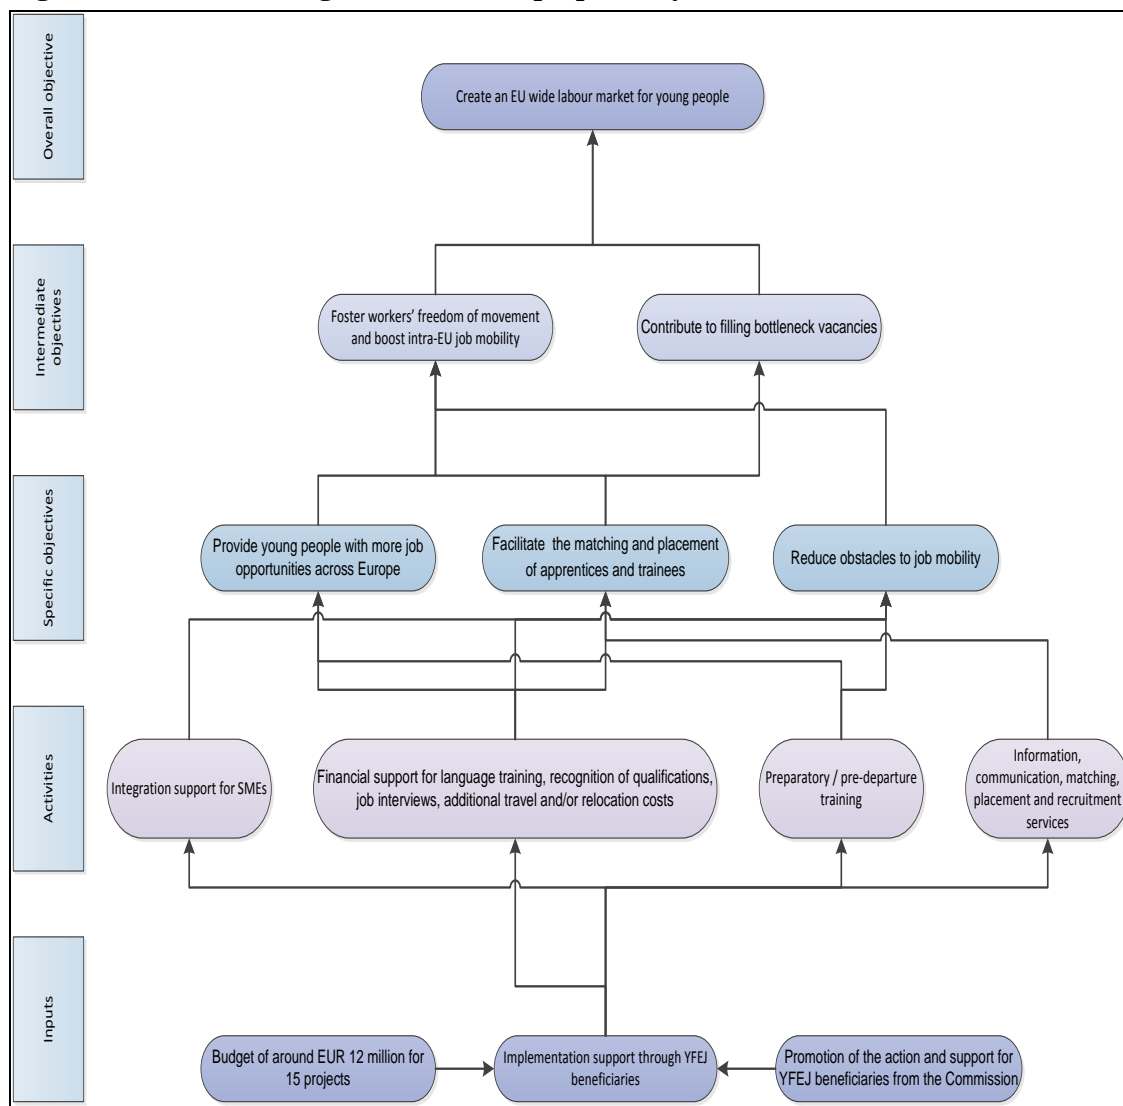 Overall objective
Create an EU wide labour market for young people
Intermediate
objectives
Foster workers’ freedom of movement
and boost intra-EU job mobility
Contribute to filling bottleneck vacancies
Specific objectives
Provide young people with more job
opportunities across Europe
Facilitate the matching and placement
of apprentices and trainees
Reduce obstacles to job mobility
Activities
Integration support for SMEs
Financial support for language training, recognition of qualifications,
job interviews, additional travel and/or relocation costs
Preparatory / pre-departure
training
Information,
communication, matching,
placement and recruitment
services
Inputs
Budget of around EUR 12 million for
15 projects
Implementation support through YFEJ
beneficiaries
Promotion of the action and support for
YFEJ beneficiaries from the Commission